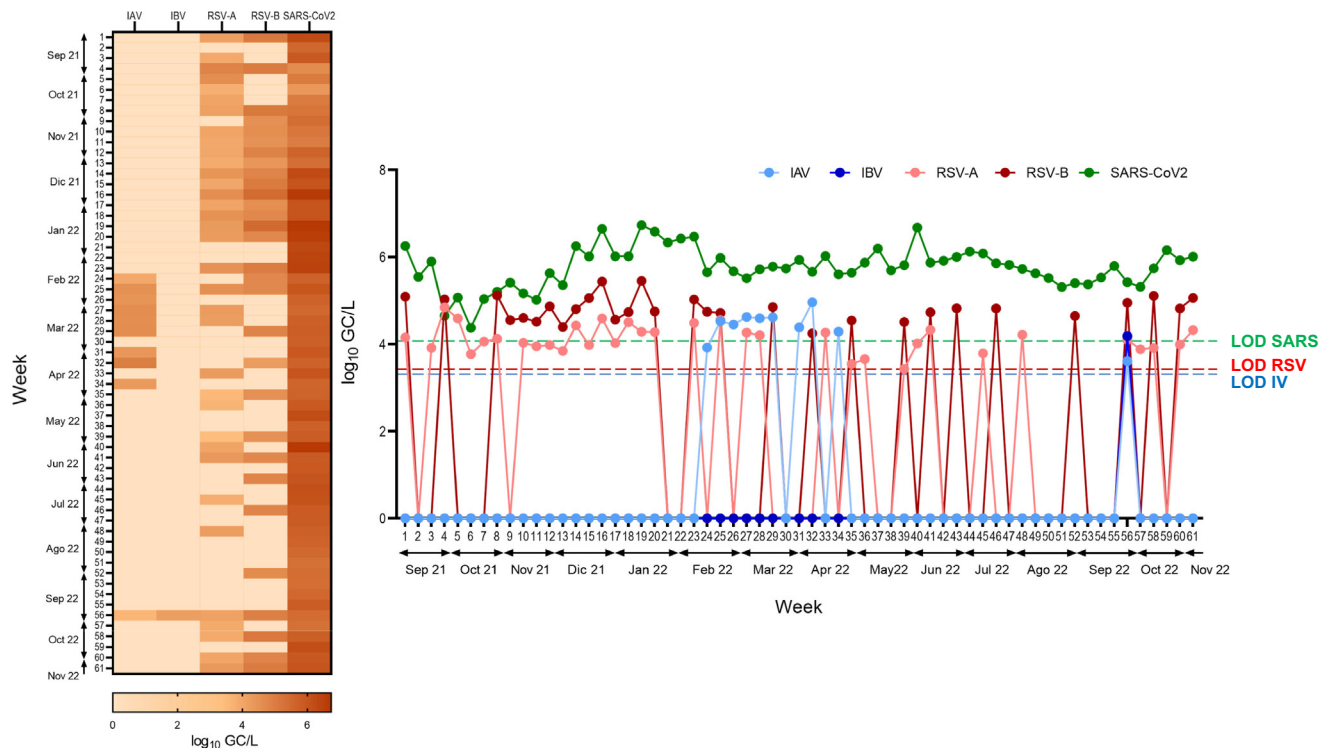 IAV IBV RSV-A RSV-B SARS-CoV2
Week
Sep 21
Oct 21
Nov 21
Dic 21
Jan 22
Feb 22
Mar 22
Apr 22
May 22
Jun 22
Jul 22
Ago 22
Sep 22
Oct 22
Nov 22
1
2
3
4
5
6
7
8
9
10
11
12
13
14
15
16
17
18
19
20
21
22
23
24
25
26
27
28
29
30
31
32
33
34
35
36
37
38
39
40
41
42
43
44
45
46
47
48
49
50
51
52
53
54
55
56
57
58
59
60
61
0 2 4 6
log10 GC/L
IAV IBV RSV-A RSV-B SARS-CoV2
log10 GC/L
8
6
4
2
0
LOD SARS
LOD RSV
LOD IV
1 2 3 4 5 6 7 8 9 10 11 12 13 14 15 16 17 18 19 20 21 22 23 24 25 26 27 28 29 30 31 32 33 34 35 36 37 38 39 40 41 42 43 44 45 46 47 48 49 50 51 52 53 54 55 56 57 58 59 60 61
Sep 21 Oct 21 Nov 21 Dic 21 Jan 22 Feb 22 Mar 22 Apr 22 May22 Jun 22 Jul 22 Ago 22 Sep 22 Oct 22 Nov 22
Week